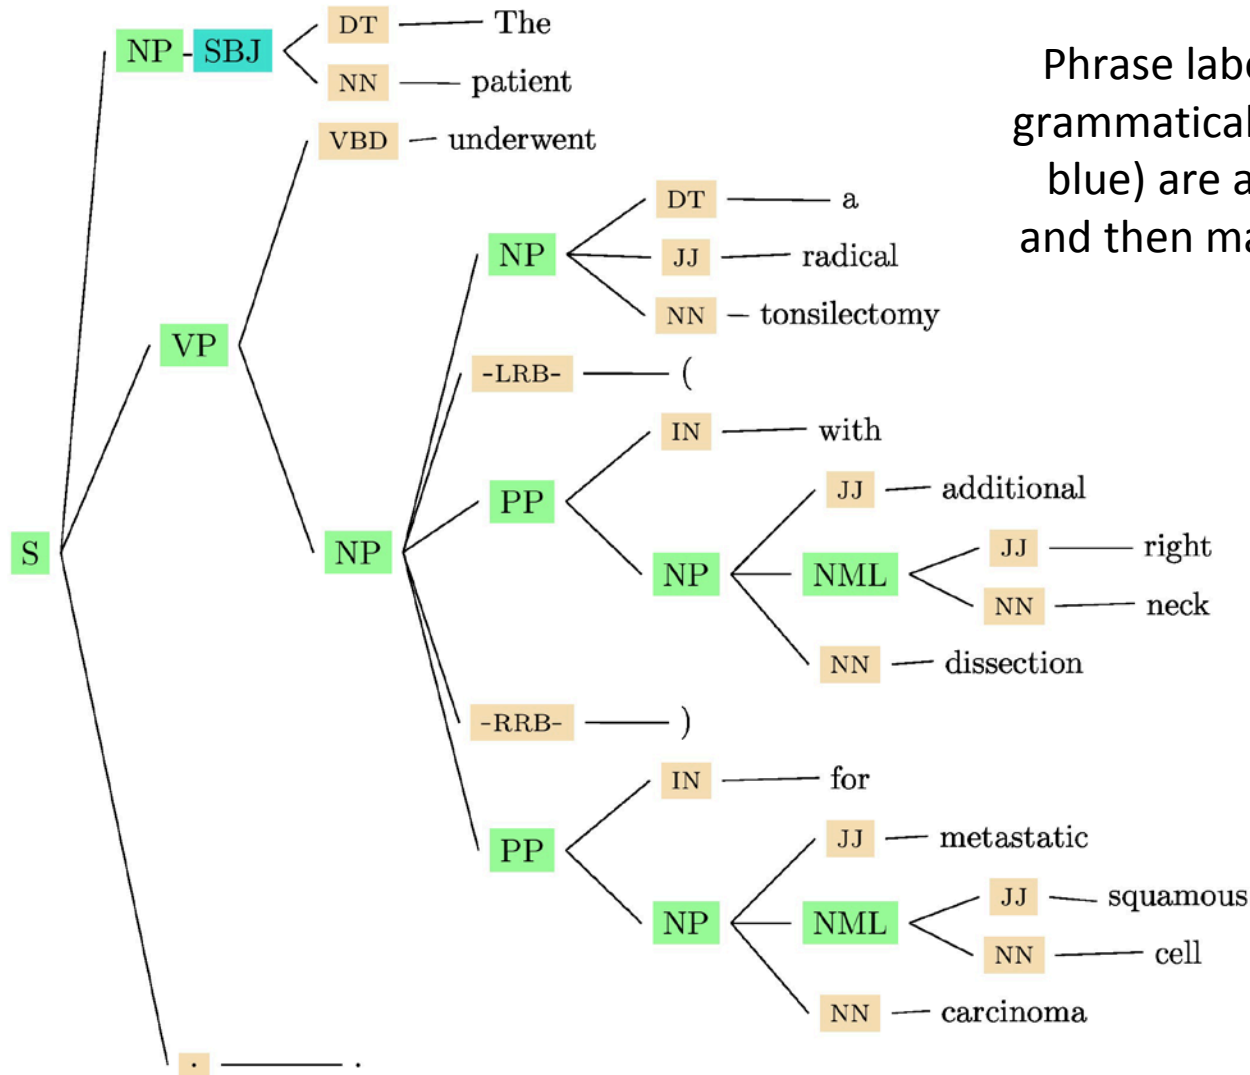 DT The
NP - SBJ
NN patient
VBD underwent
DT a
NP JJ radical
NN tonsilectomy
VP
-LRB- (
IN with
PP
JJ additional
S NP
NP NML
JJ right
NN neck
NN dissection
-RRB- )
IN for
PP
JJ metastatic
NP NML
JJ squamous
NN cell
NN carcinoma
. .
Phrase labe
grammatical
blue) are a
and then ma